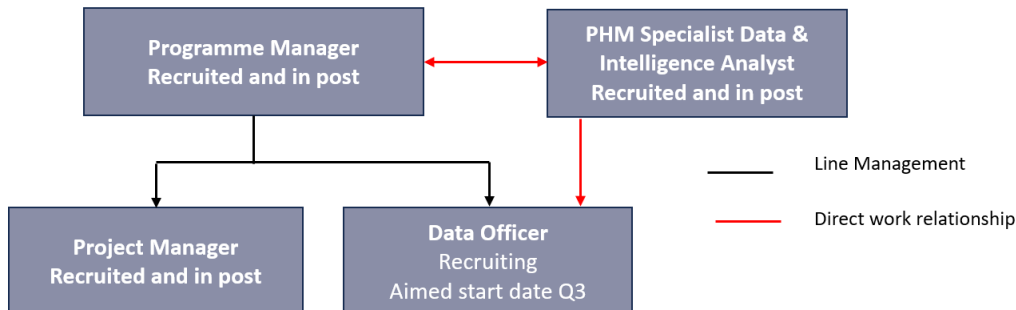 Programme Manager
Recruited and in post
PHM Specialist Data &
Intelligence Analyst
Recruited and in post
Line Management
Direct work relationship
Project Manager
Recruited and in post
Data Officer
Recruiting
Aimed start date Q3